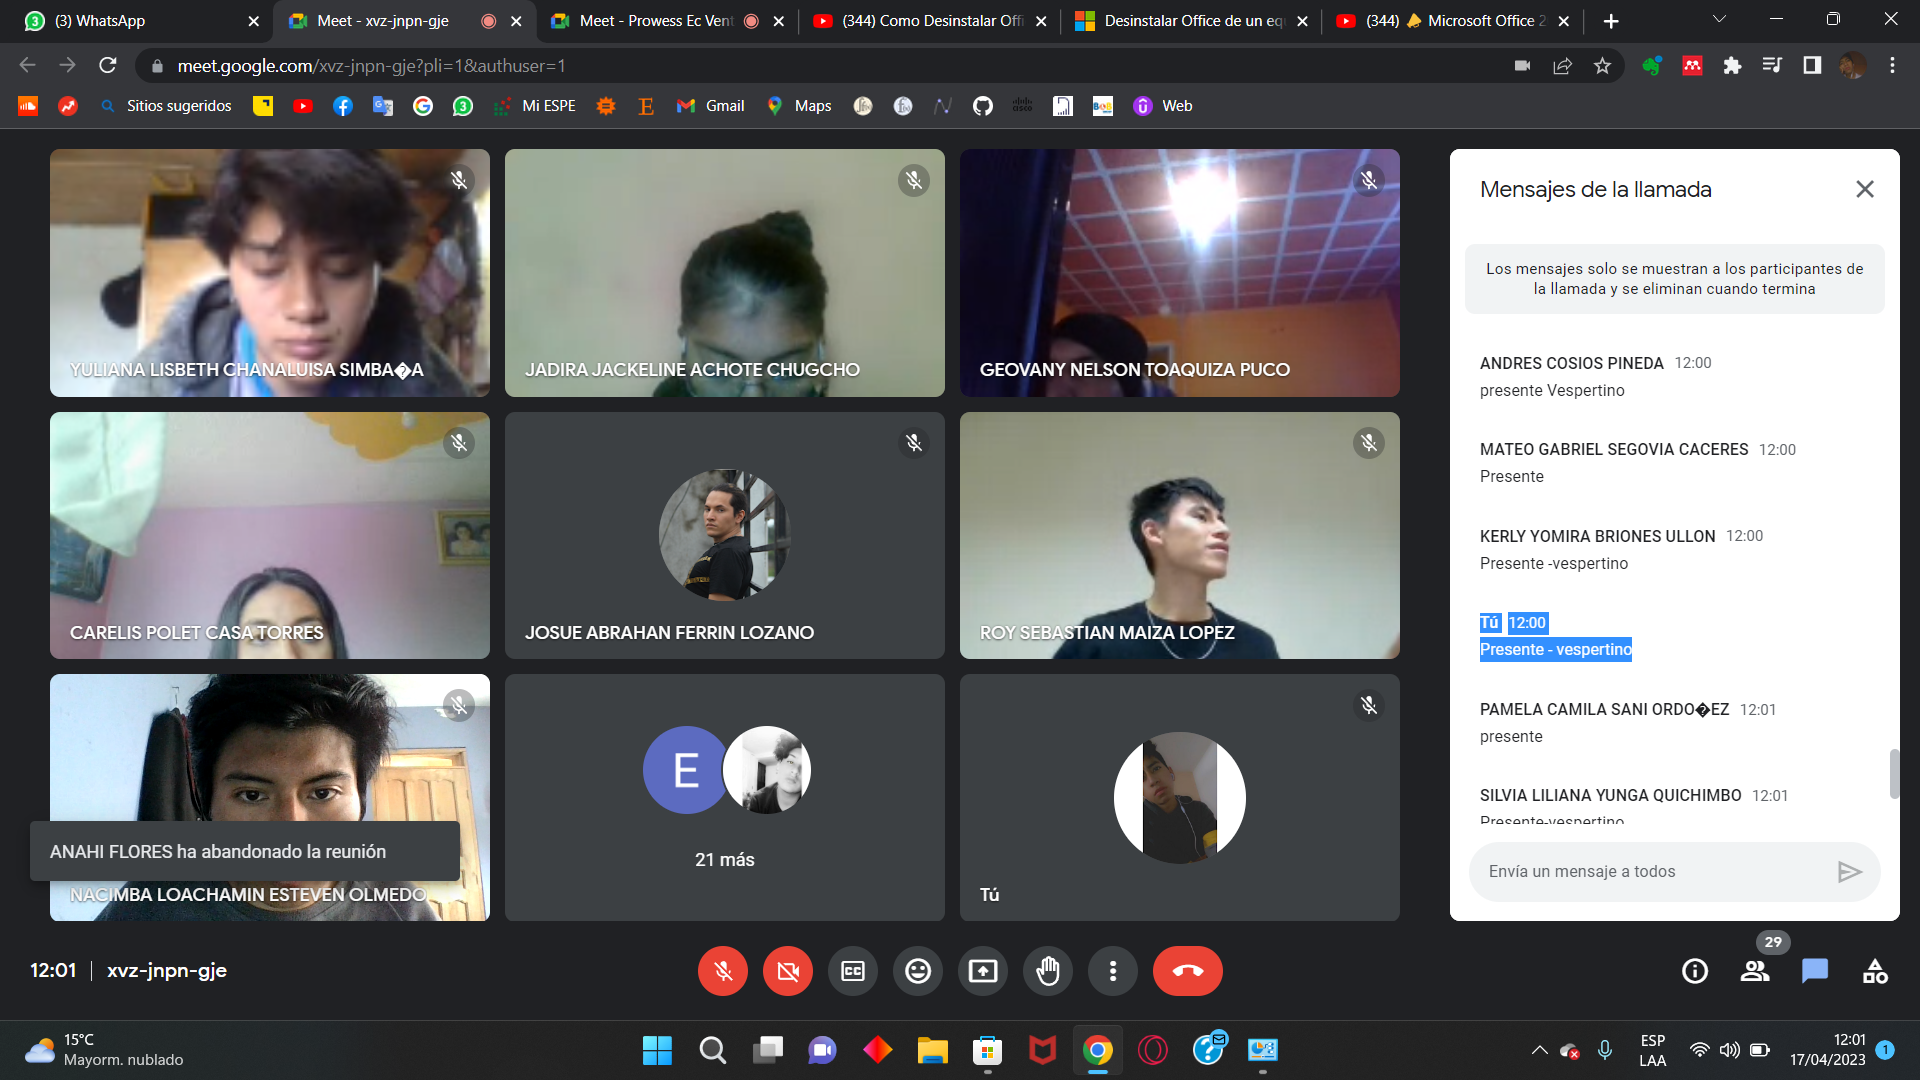 (3) WhatsApp
Meet - xvz-jnpn-gje
Meet - Prowess Ec Vent
(344) Como Desinstalar Offi
Desinstalar Office de un eq
(344) 📣 Microsoft Office 2
meet.google.com/xvz-jnpn-gje?pli=1&authuser=1
Sitios sugeridos
Mi ESPE
Gmail
Maps
Web
YULIANA LISBETH CHANALUISA SIMBA�A
JADIRA JACKELINE ACHOTE CHUGCHO
GEOVANY NELSON TOAQUIZA PUCO
CARELIS POLET CASA TORRES
JOSUE ABRAHAN FERRIN LOZANO
ROY SEBASTIAN MAIZA LOPEZ
ANAHI FLORES ha abandonado la reunión
NACIMBA LOACHAMIN ESTEVEN OLMEDO
E
21 más
Tú
Mensajes de la llamada
Los mensajes solo se muestran a los participantes de
la llamada y se eliminan cuando termina
ANDRES COSIOS PINEDA 12:00
presente Vespertino
MATEO GABRIEL SEGOVIA CACERES 12:00
Presente
KERLY YOMIRA BRIONES ULLON 12:00
Presente -vespertino
Tú 12:00
Presente - vespertino
PAMELA CAMILA SANI ORDO�EZ 12:01
presente
SILVIA LILIANA YUNGA QUICHIMBO 12:01
Presente-vespertino
Envía un mensaje a todos
12:01 | xvz-jnpn-gje
29
15°C
Mayorm. nublado
ESP
LAA
12:01
17/04/2023
1